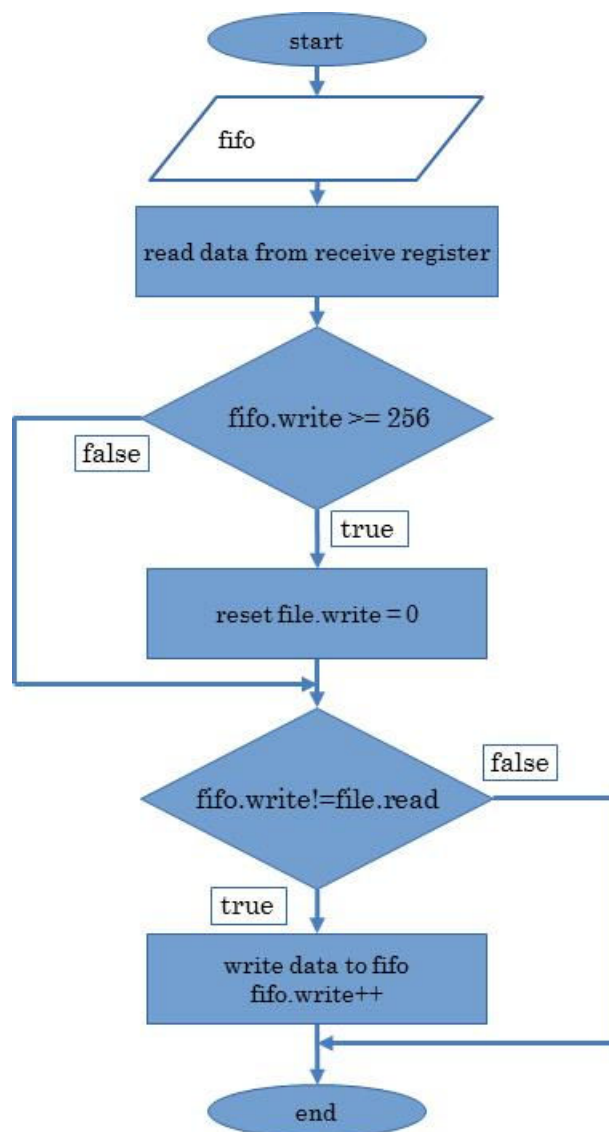 start
fifo
read data from receive register
fifo.write >= 256
false
true
reset file.write = 0
false
fifo.write!=file.read
true
write data to fifo
fifo.write++
end